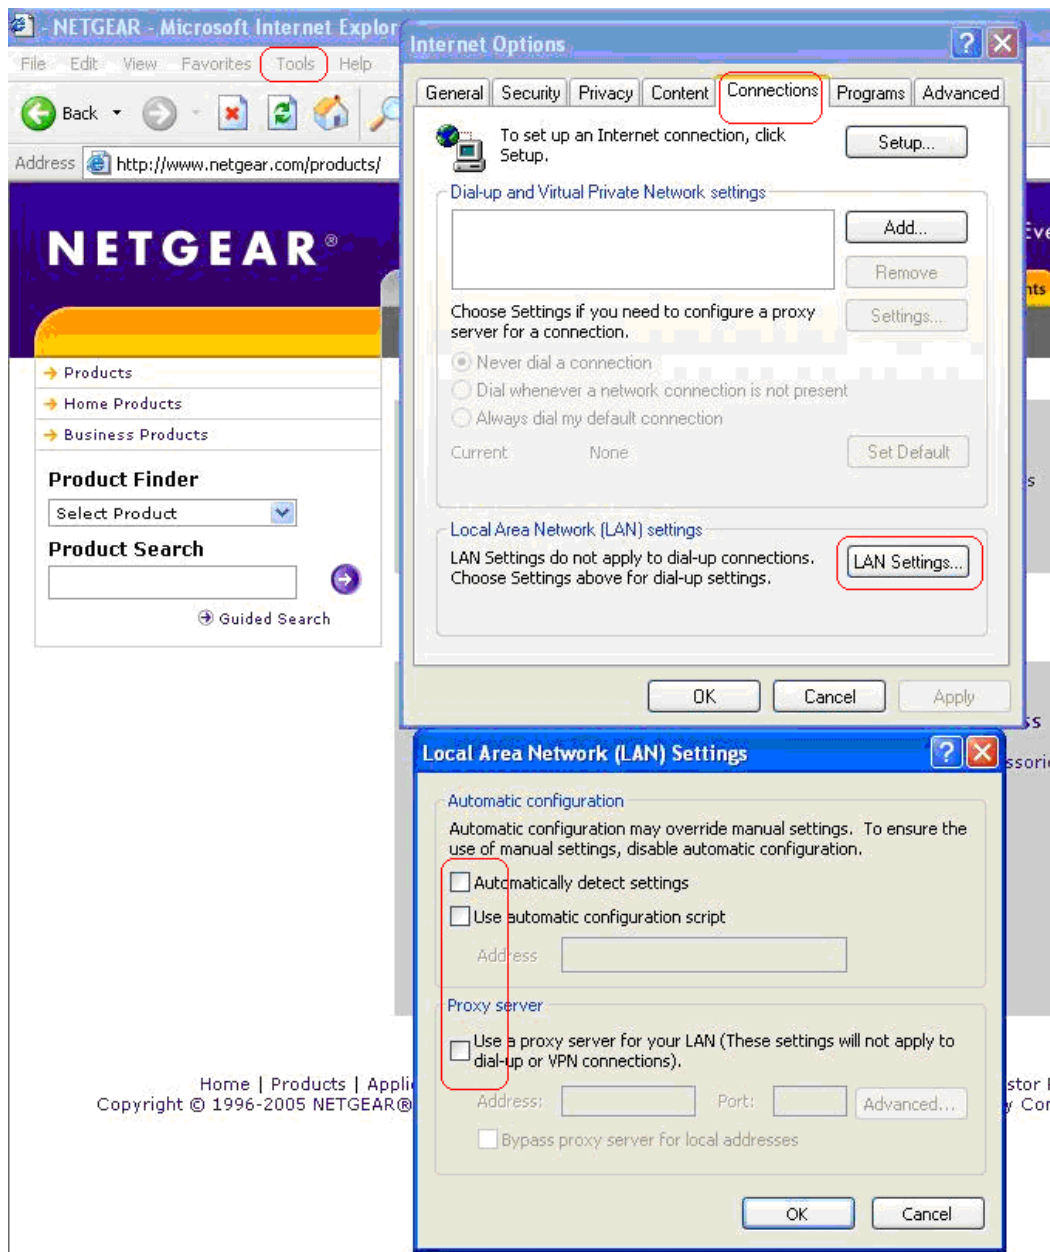 - NETGEAR - Microsoft Internet Explor
File Edit View Favorites Tools Help
Back
Address http://www.netgear.com/products/
NETGEAR®
Products
Home Products
Business Products
Product Finder
Select Product
Product Search
Guided Search
Internet Options
General Security Privacy Content Connections Programs Advanced
To set up an Internet connection, click
Setup.
Setup...
Dial-up and Virtual Private Network settings
Add...
Remove
Choose Settings if you need to configure a proxy
server for a connection.
Settings...
Never dial a connection
Dial whenever a network connection is not present
Always dial my default connection
Current None
Set Default
Local Area Network (LAN) settings
LAN Settings do not apply to dial-up connections.
Choose Settings above for dial-up settings.
LAN Settings...
OK Cancel Apply
Local Area Network (LAN) Settings
Automatic configuration
Automatic configuration may override manual settings. To ensure the
use of manual settings, disable automatic configuration.
Automatically detect settings
Use automatic configuration script
Address
Proxy server
Use a proxy server for your LAN (These settings will not apply to
dial-up or VPN connections).
Address: Port: Advanced...
Bypass proxy server for local addresses
OK Cancel
Home | Products | Appli
Copyright © 1996-2005 NETGEAR®